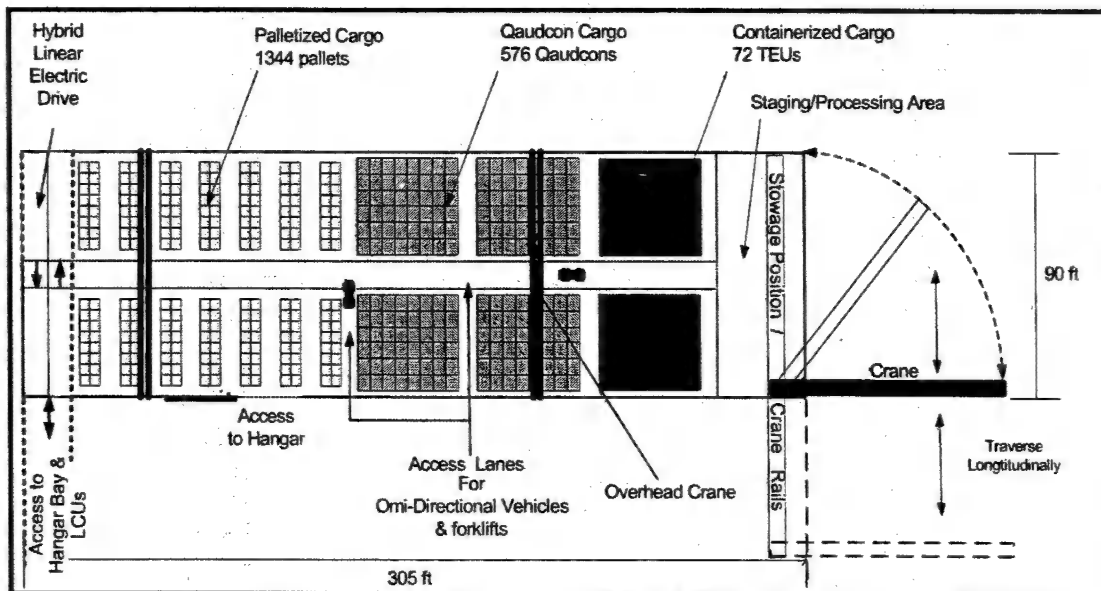 Hybrid
Linear
Electric
Drive
Palletized Cargo
1344 pallets
Qaudcon Cargo
576 Qaudcons
Containerized Cargo
72 TEUs
Staging/Processing Area
Stowage Position /
Crane Rails
90 ft
Crane
Traverse
Longtitudinally
Access
to Hangar
Access to
Hangar Bay &
LCUs
Access Lanes
For
Omi-Directional Vehicles
& forklifts
Overhead Crane
305 ft